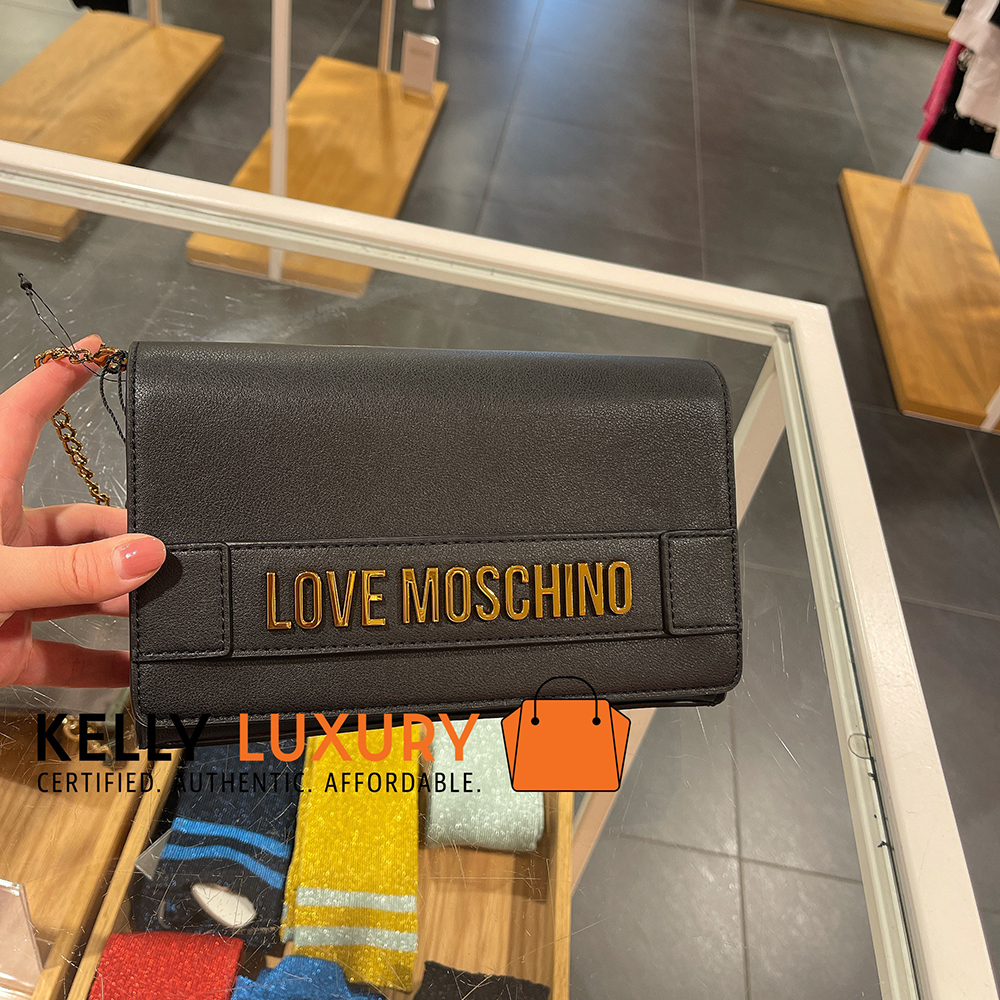 LOVE MOSCHINO
KELLY LUXURY
CERTIFIED. AUTHENTIC. AFFORDABLE.